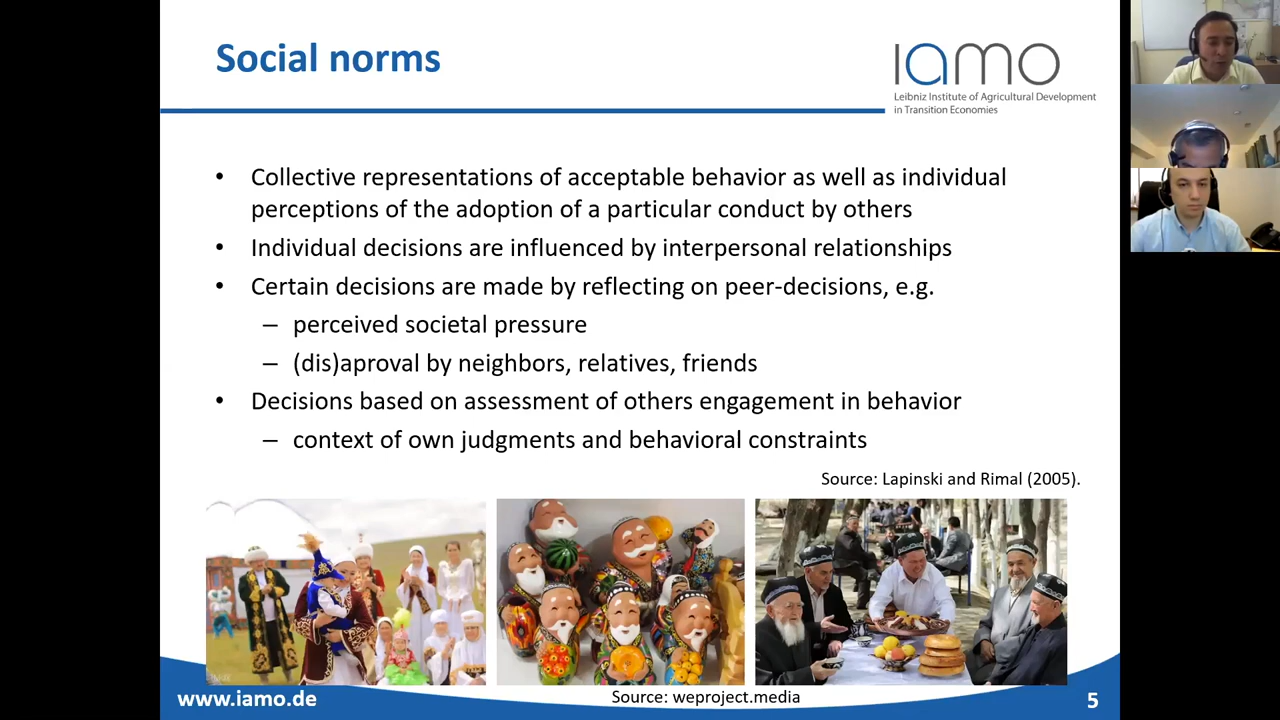 Social norms
iamo
Leibniz Institute of Agricultural Development
in Transition Economies
• Collective representations of acceptable behavior as well as individual
perceptions of the adoption of a particular conduct by others
• Individual decisions are influenced by interpersonal relationships
• Certain decisions are made by reflecting on peer-decisions, e.g.
– perceived societal pressure
– (dis)aproval by neighbors, relatives, friends
• Decisions based on assessment of others engagement in behavior
– context of own judgments and behavioral constraints
Source: Lapinski and Rimal (2005).
www.iamo.de
Source: weproject.media
5